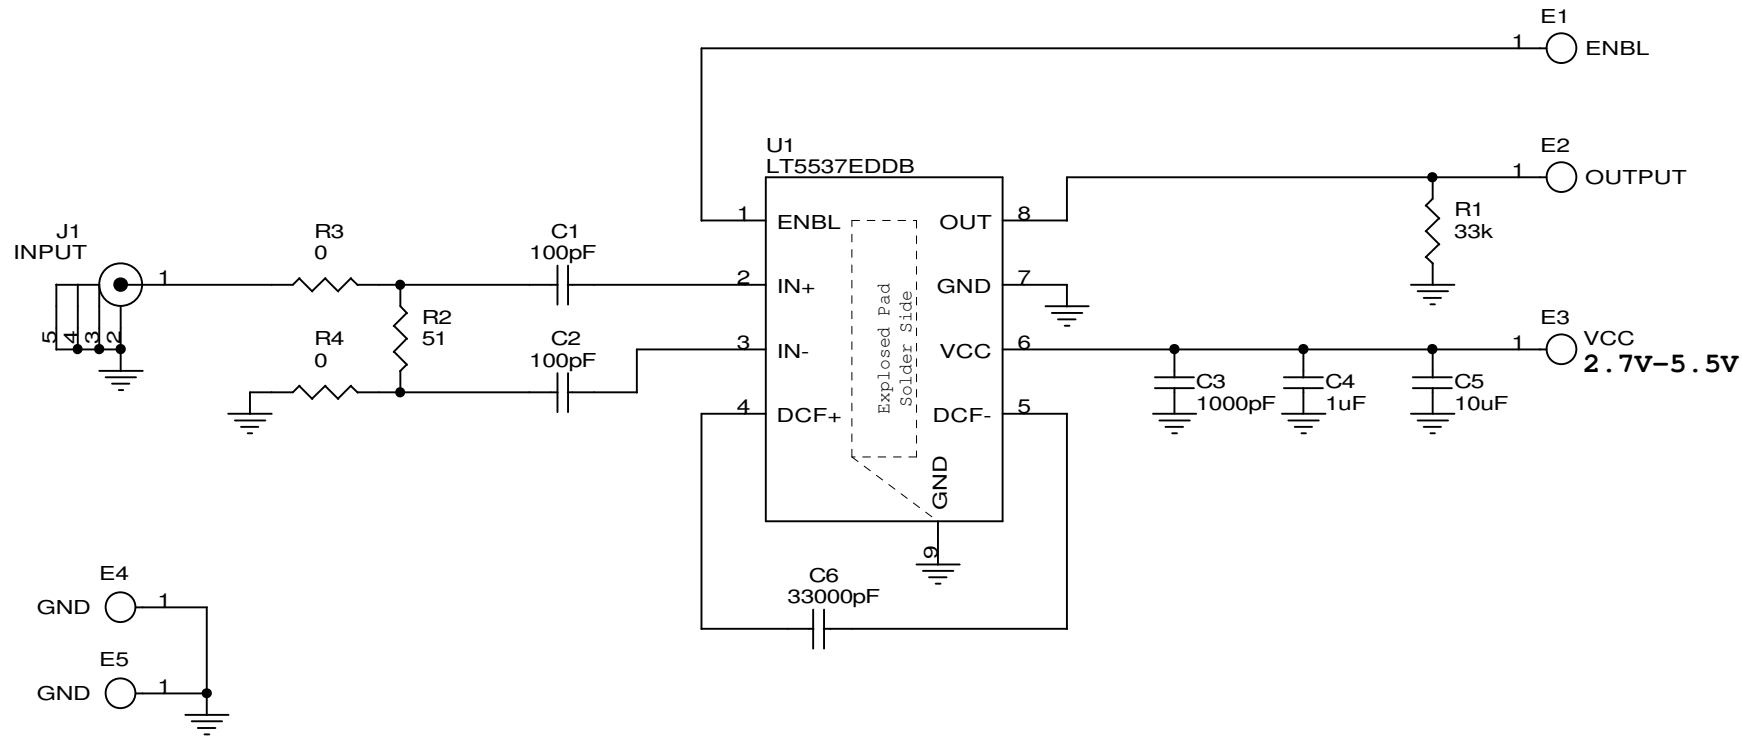 E1
1
ENBL
U1
LT5537EDDB
E2
1
OUTPUT
1
ENBL
OUT
8
R1
33k
J1
INPUT
1
R3
0
C1
100pF
2
IN+
GND
7
5
4
3
2
R4
0
R2
51
C2
100pF
3
IN-
VCC
6
E3
1
VCC
2.7V-5.5V
Explosed Pad
Solder Side
C3
1000pF
C4
1uF
C5
10uF
4
DCF+
DCF-
5
GND
9
C6
33000pF
E4
GND
1
E5
GND
1